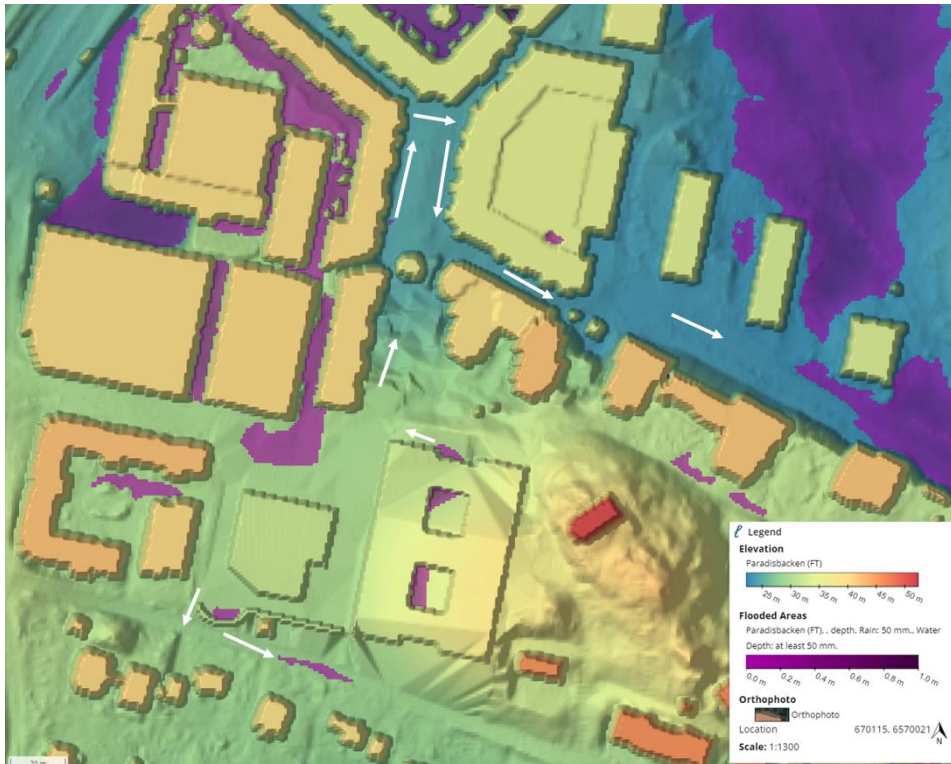 Legend
Elevation
Paradisbacken (FT)
25 m 30 m 35 m 40 m 45 m 50 m
Flooded Areas
Paradisbacken (FT), , depth, Rain: 50 mm., Water
Depth: at least 50 mm.
0.0 m 0.2 m 0.4 m 0.6 m 0.8 m 1.0 m
Orthophoto
Orthophoto
Location 670115, 6570021
N
Scale: 1:1300
20 m